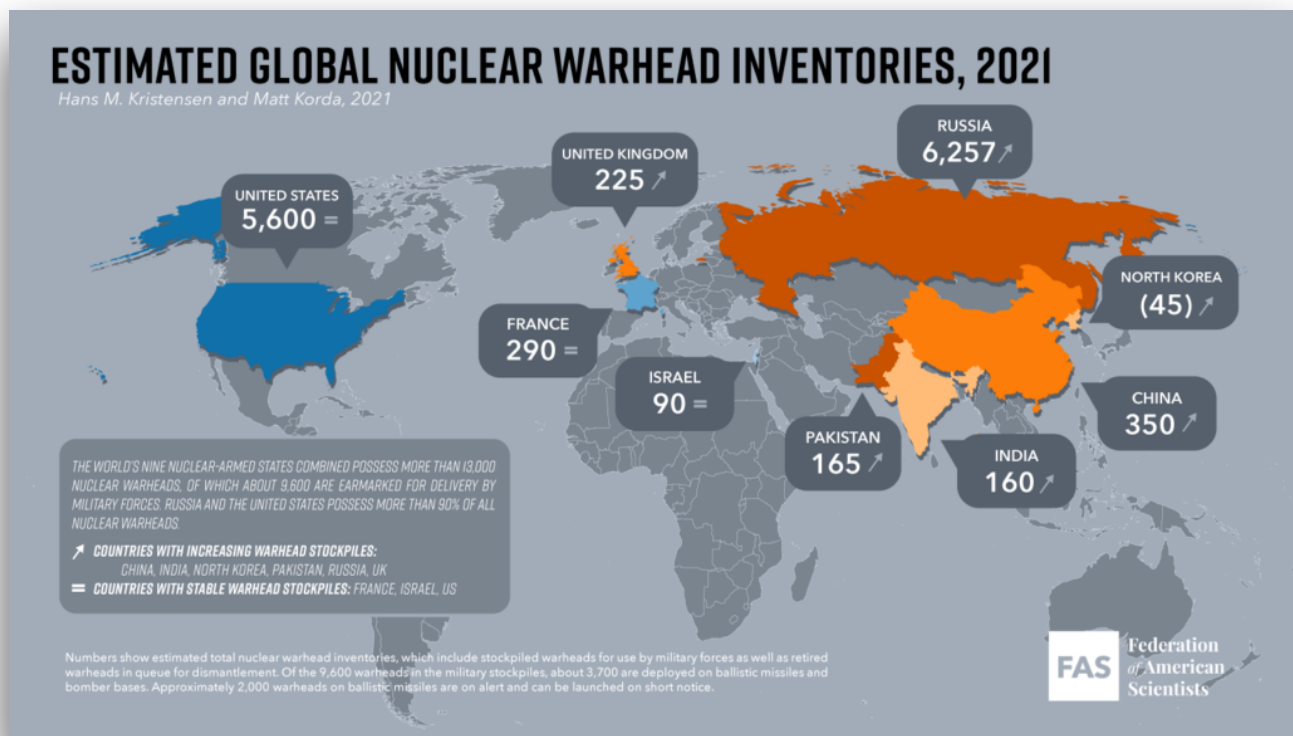 ESTIMATED GLOBAL NUCLEAR WARHEAD INVENTORIES, 2021
Hans M. Kristensen and Matt Korda, 2021
UNITED STATES
5,600 =
UNITED KINGDOM
225 ↗
RUSSIA
6,257 ↗
NORTH KOREA
(45) ↗
FRANCE
290 =
ISRAEL
90 =
PAKISTAN
165 ↗
INDIA
160 ↗
CHINA
350 ↗
THE WORLD'S NINE NUCLEAR-ARMED STATES COMBINED POSSESS MORE THAN 13,000
NUCLEAR WARHEADS, OF WHICH ABOUT 9,600 ARE EARMARKED FOR DELIVERY BY
MILITARY FORCES. RUSSIA AND THE UNITED STATES POSSESS MORE THAN 90% OF ALL
NUCLEAR WARHEADS.
↗ COUNTRIES WITH INCREASING WARHEAD STOCKPILES:
CHINA, INDIA, NORTH KOREA, PAKISTAN, RUSSIA, UK
= COUNTRIES WITH STABLE WARHEAD STOCKPILES: FRANCE, ISRAEL, US
Numbers show estimated total nuclear warhead inventories, which include stockpiled warheads for use by military forces as well as retired
warheads in queue for dismantlement. Of the 9,600 warheads in the military stockpiles, about 3,700 are deployed on ballistic missiles and
bomber bases. Approximately 2,000 warheads on ballistic missiles are on alert and can be launched on short notice.
FAS
Federation
of American
Scientists